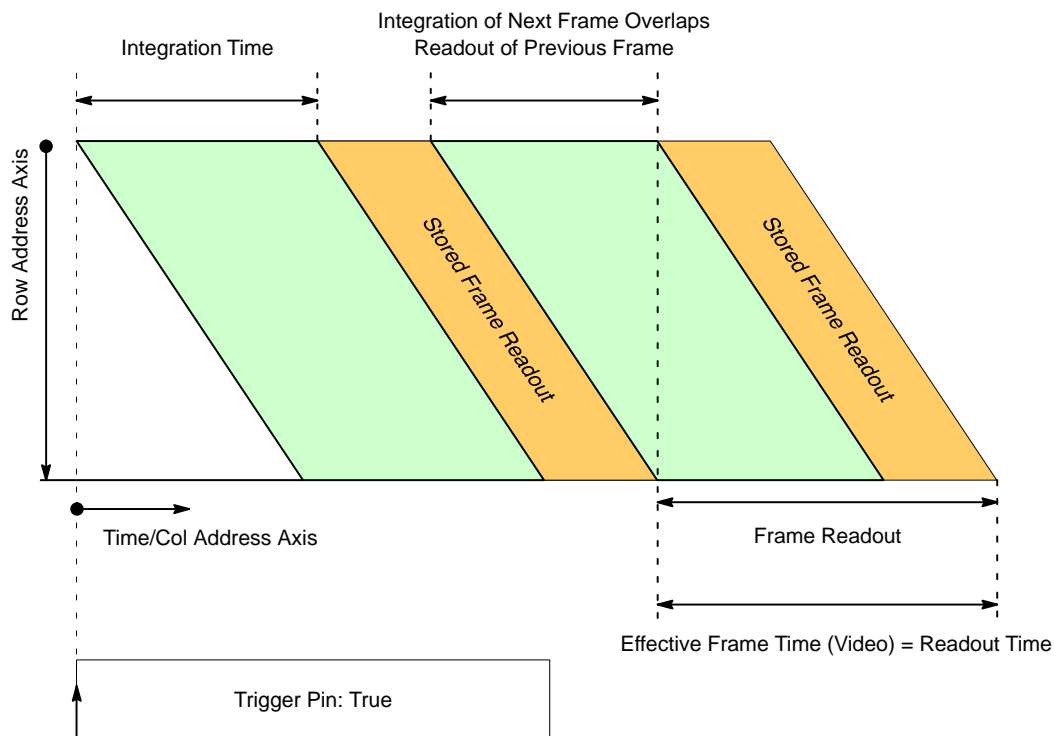 Integration of Next Frame Overlaps
Readout of Previous Frame
Integration Time
Row Address Axis
Stored Frame Readout
Stored Frame Readout
Time/Col Address Axis
Frame Readout
Effective Frame Time (Video) = Readout Time
Trigger Pin: True